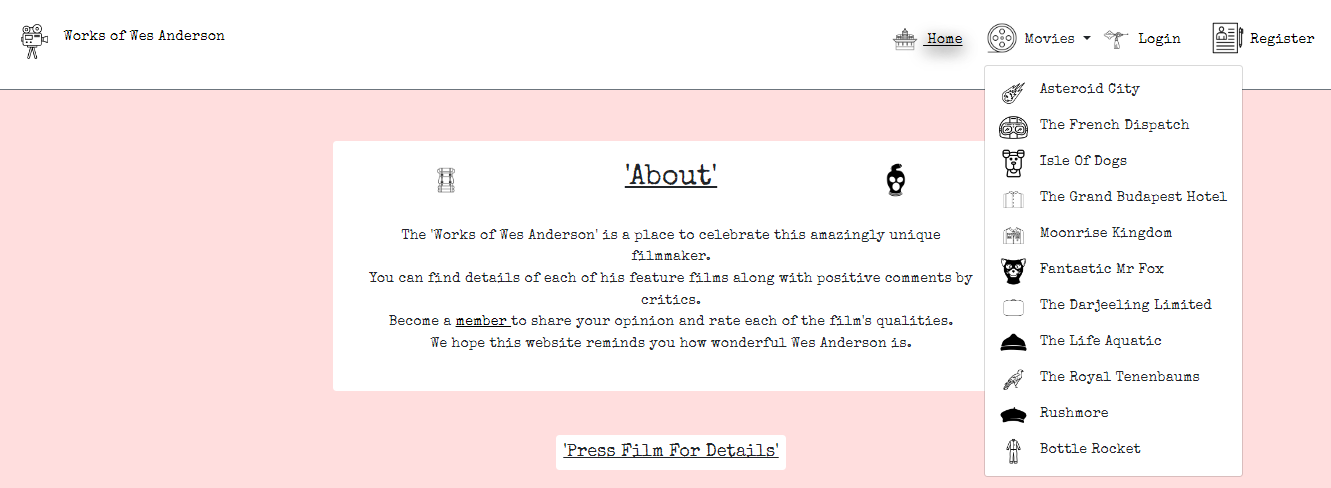 Works of Wes Anderson
Home
Movies
Login
Register
Asteroid City
The French Dispatch
Isle Of Dogs
The Grand Budapest Hotel
Moonrise Kingdom
Fantastic Mr Fox
The Darjeeling Limited
The Life Aquatic
The Royal Tenenbaums
Rushmore
Bottle Rocket
'About'
The 'Works of Wes Anderson' is a place to celebrate this amazingly unique
filmmaker.
You can find details of each of his feature films along with positive comments by
critics.
Become a member to share your opinion and rate each of the film's qualities.
We hope this website reminds you how wonderful Wes Anderson is.
'Press Film For Details'